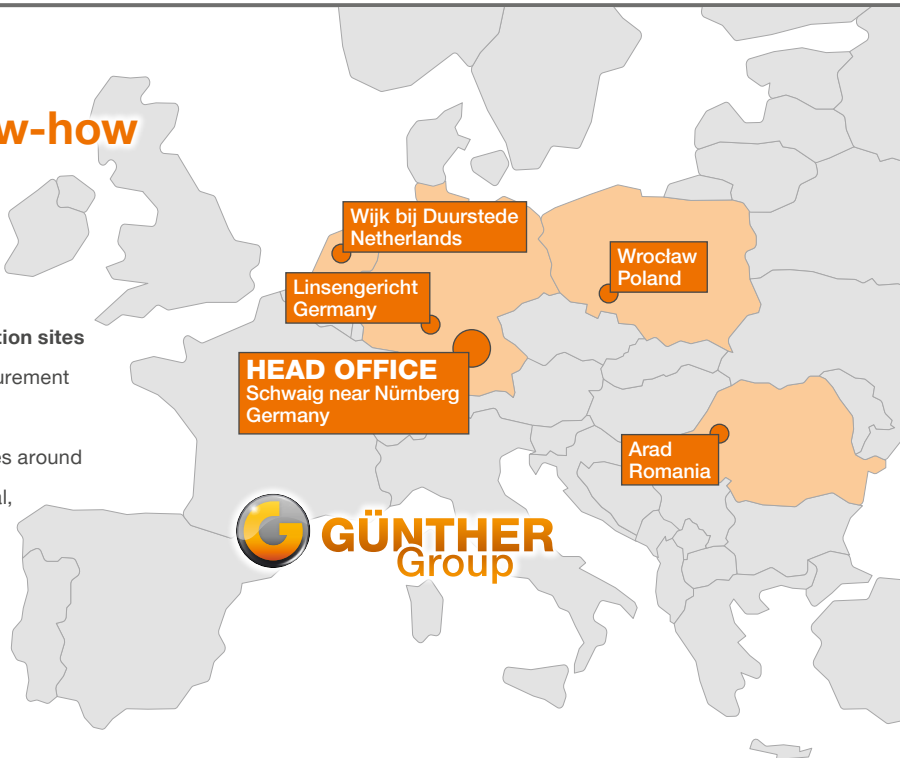 w-how
tion sites
urement
es around
al,
Wijk bij Duurstede
Netherlands
Linsengericht
Germany
HEAD OFFICE
Schwaig near Nürnberg
Germany
Wrocław
Poland
Arad
Romania
G GÜNTHER
Group